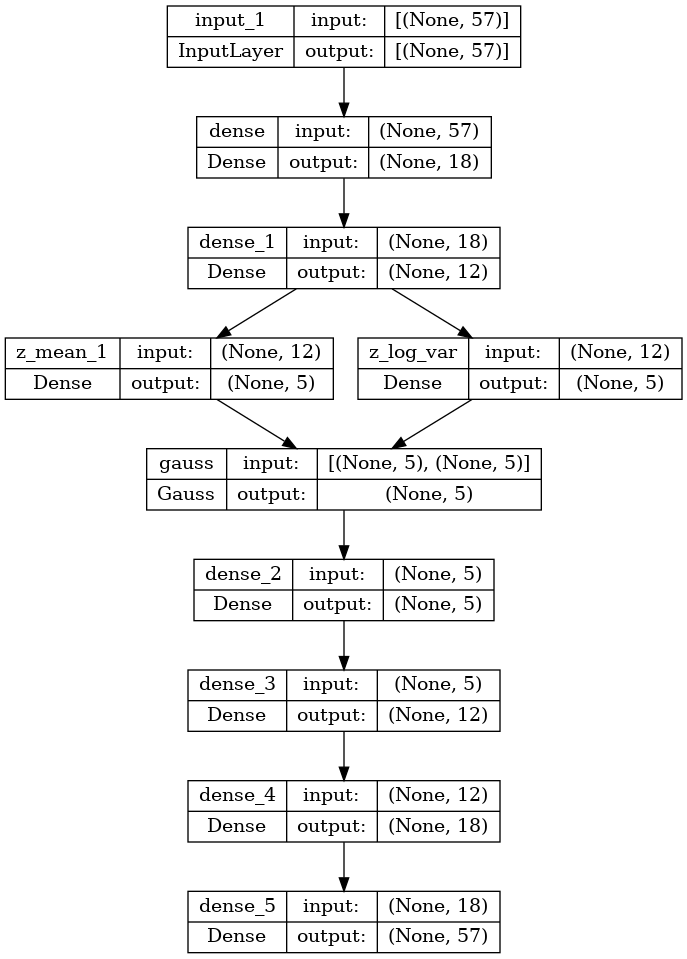 input_1 input: [(None, 57)]
InputLayer output: [(None, 57)]
dense input: (None, 57)
Dense output: (None, 18)
dense_1 input: (None, 18)
Dense output: (None, 12)
z_mean_1 input: (None, 12)
Dense output: (None, 5)
z_log_var input: (None, 12)
Dense output: (None, 5)
gauss input: [(None, 5), (None, 5)]
Gauss output: (None, 5)
dense_2 input: (None, 5)
Dense output: (None, 5)
dense_3 input: (None, 5)
Dense output: (None, 12)
dense_4 input: (None, 12)
Dense output: (None, 18)
dense_5 input: (None, 18)
Dense output: (None, 57)